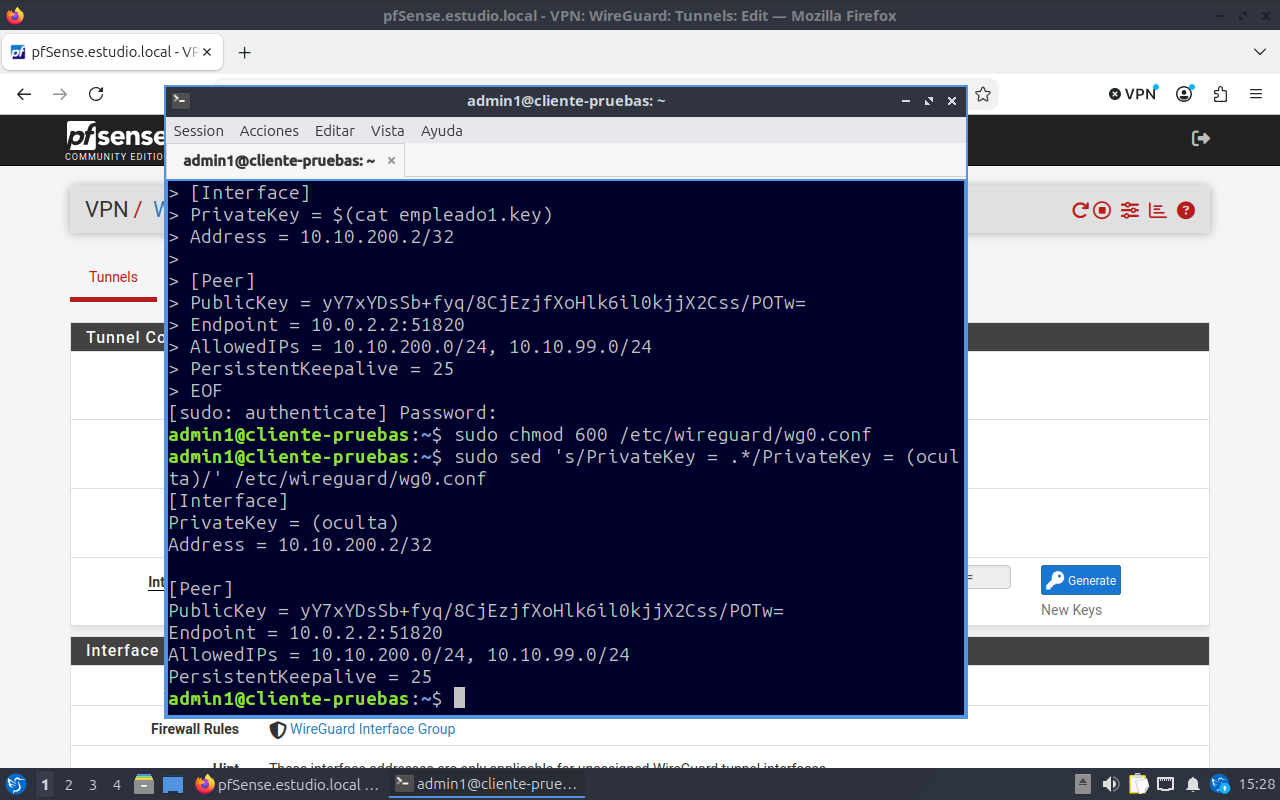 pfSense.estudio.local - VPN: WireGuard: Tunnels: Edit — Mozilla Firefox
pfSense.estudio.local - VP
VPN
admin1@cliente-pruebas: ~
Session Acciones Editar Vista Ayuda
admin1@cliente-pruebas: ~
pfsense
COMMUNITY EDITIO
VPN / W
Tunnels
Tunnel Co
> [Interface]
> PrivateKey = $(cat empleado1.key)
> Address = 10.10.200.2/32
>
> [Peer]
> PublicKey = yY7xYDsSb+fyq/8CjEzjfXoHlk6il0kjjX2Css/POTw=
> Endpoint = 10.0.2.2:51820
> AllowedIPs = 10.10.200.0/24, 10.10.99.0/24
> PersistentKeepalive = 25
> EOF
[sudo: authenticate] Password:
admin1@cliente-pruebas:~$ sudo chmod 600 /etc/wireguard/wg0.conf
admin1@cliente-pruebas:~$ sudo sed 's/PrivateKey = .*/PrivateKey = (ocul
ta)/' /etc/wireguard/wg0.conf
[Interface]
PrivateKey = (oculta)
Address = 10.10.200.2/32
[Peer]
PublicKey = yY7xYDsSb+fyq/8CjEzjfXoHlk6il0kjjX2Css/POTw=
Endpoint = 10.0.2.2:51820
AllowedIPs = 10.10.200.0/24, 10.10.99.0/24
PersistentKeepalive = 25
admin1@cliente-pruebas:~$
Int
=
Generate
New Keys
Interface
Firewall Rules
WireGuard Interface Group
1 2 3 4
pfSense.estudio.local ...
admin1@cliente-prue...
15:28